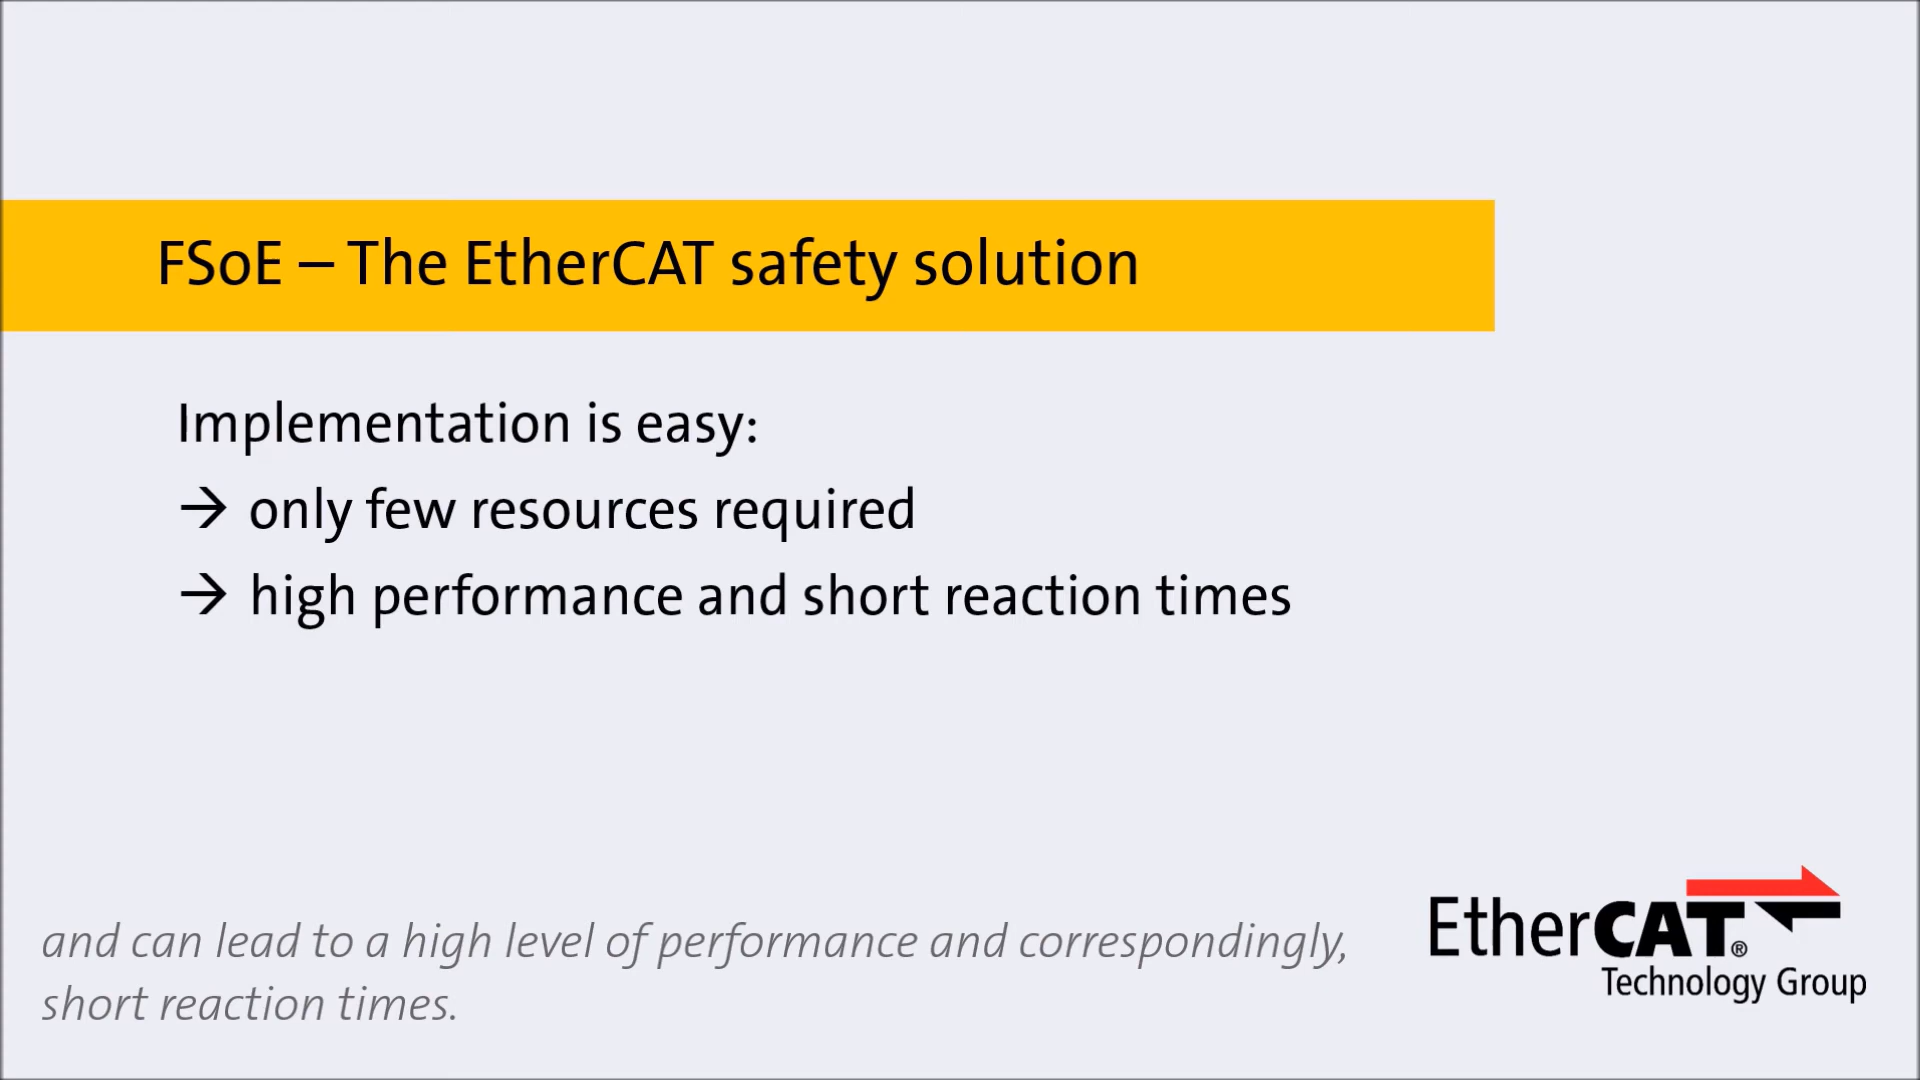 FSoE – The EtherCAT safety solution
Implementation is easy:
→ only few resources required
→ high performance and short reaction times
and can lead to a high level of performance and correspondingly,
short reaction times.
EtherCAT®
Technology Group